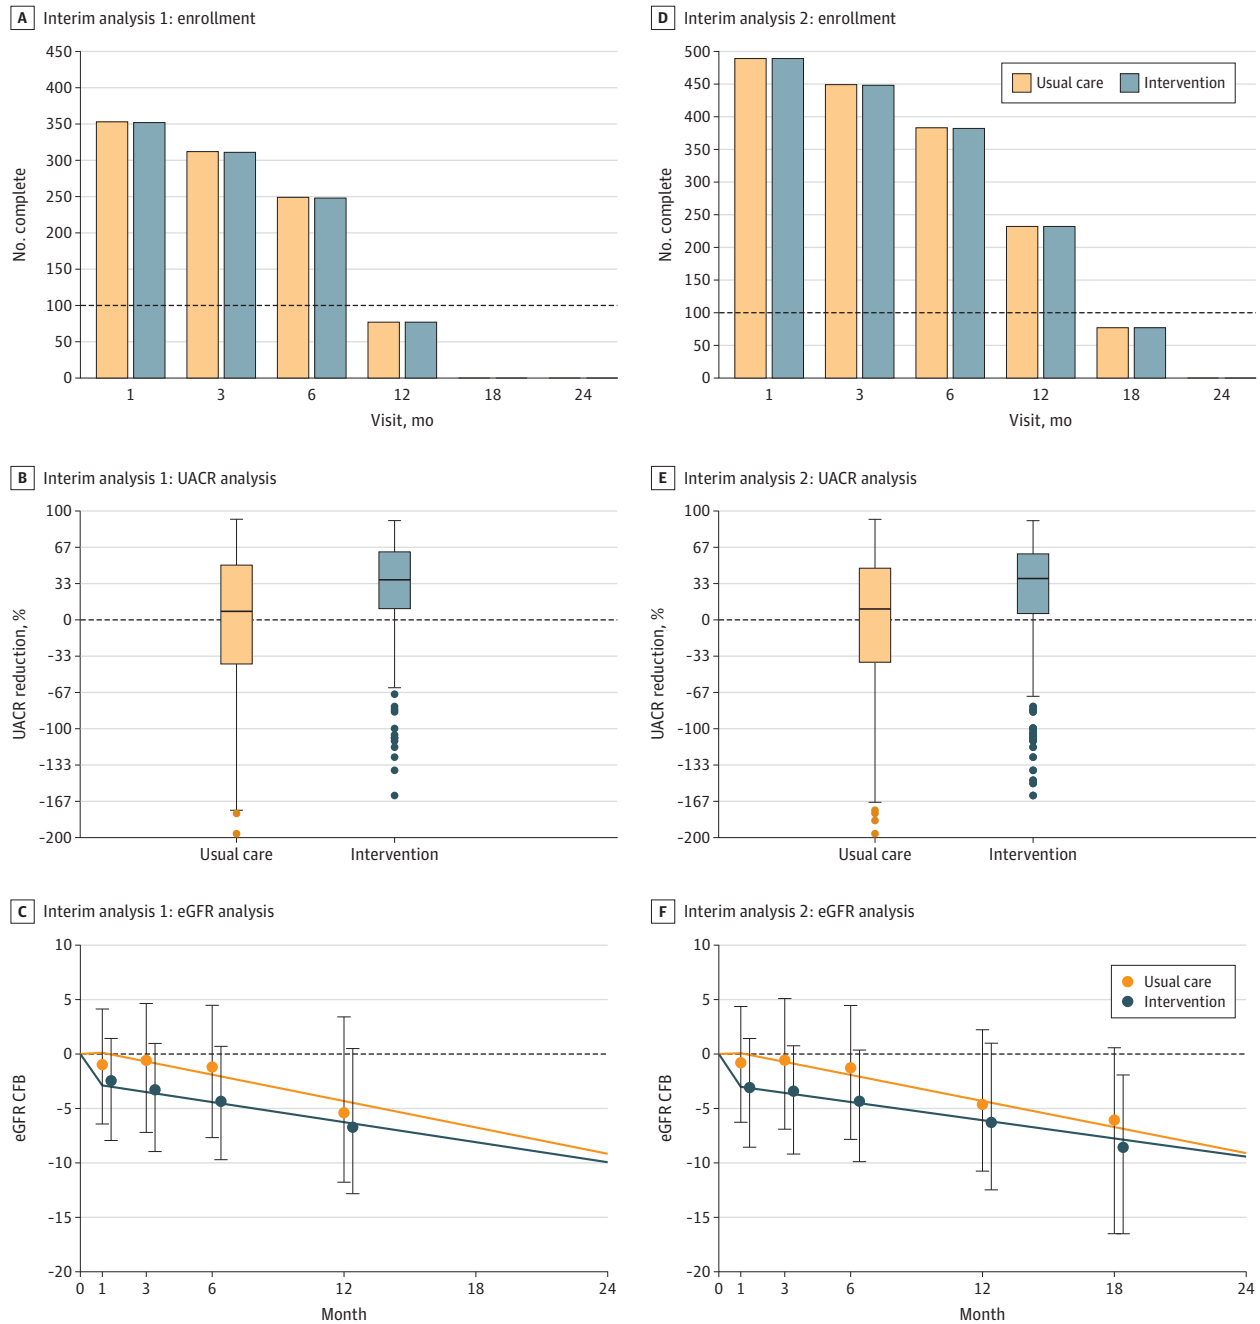 A Interim analysis 1: enrollment
450
400
350
300
250
200
150
100
50
0
No. complete
1 3 6 12 18 24
Visit, mo
D Interim analysis 2: enrollment
500
450
400
350
300
250
200
150
100
50
0
No. complete
Usual care Intervention
1 3 6 12 18 24
Visit, mo
B Interim analysis 1: UACR analysis
100
67
33
0
-33
-67
-100
-133
-167
-200
UACR reduction, %
Usual care Intervention
E Interim analysis 2: UACR analysis
100
67
33
0
-33
-67
-100
-133
-167
-200
UACR reduction, %
Usual care Intervention
C Interim analysis 1: eGFR analysis
10
5
0
-5
-10
-15
-20
eGFR CFB
0 1 3 6 12 18 24
Month
F Interim analysis 2: eGFR analysis
10
5
0
-5
-10
-15
-20
eGFR CFB
Usual care
Intervention
0 1 3 6 12 18 24
Month